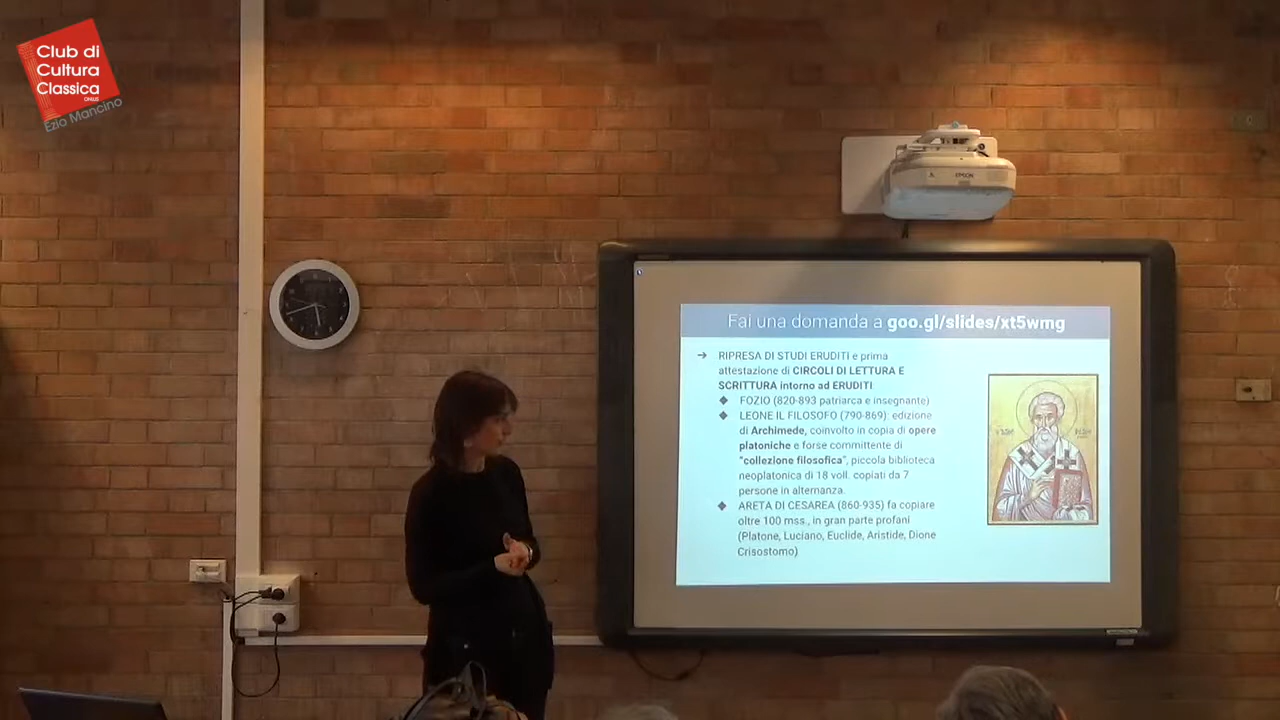 Club di
Cultura
Classica
ONLUS
Ezio Mancino
EPSON
Fai una domanda a goo.gl/slides/xt5wmg
➔ RIPRESA DI STUDI ERUDITI e prima
attestazione di CIRCOLI DI LETTURA E
SCRITTURA intorno ad ERUDITI
❖ FOZIO (820-893 patriarca e insegnante)
❖ LEONE IL FILOSOFO (790-869): edizione
di Archimede, coinvolto in copia di opere
platoniche e forse committente di
"collezione filosofica", piccola biblioteca
neoplatonica di 18 voll. copiati da 7
persone in alternanza.
❖ ARETA DI CESAREA (860-935) fa copiare
oltre 100 mss., in gran parte profani
(Platone, Luciano, Euclide, Aristide, Dione
Crisostomo)